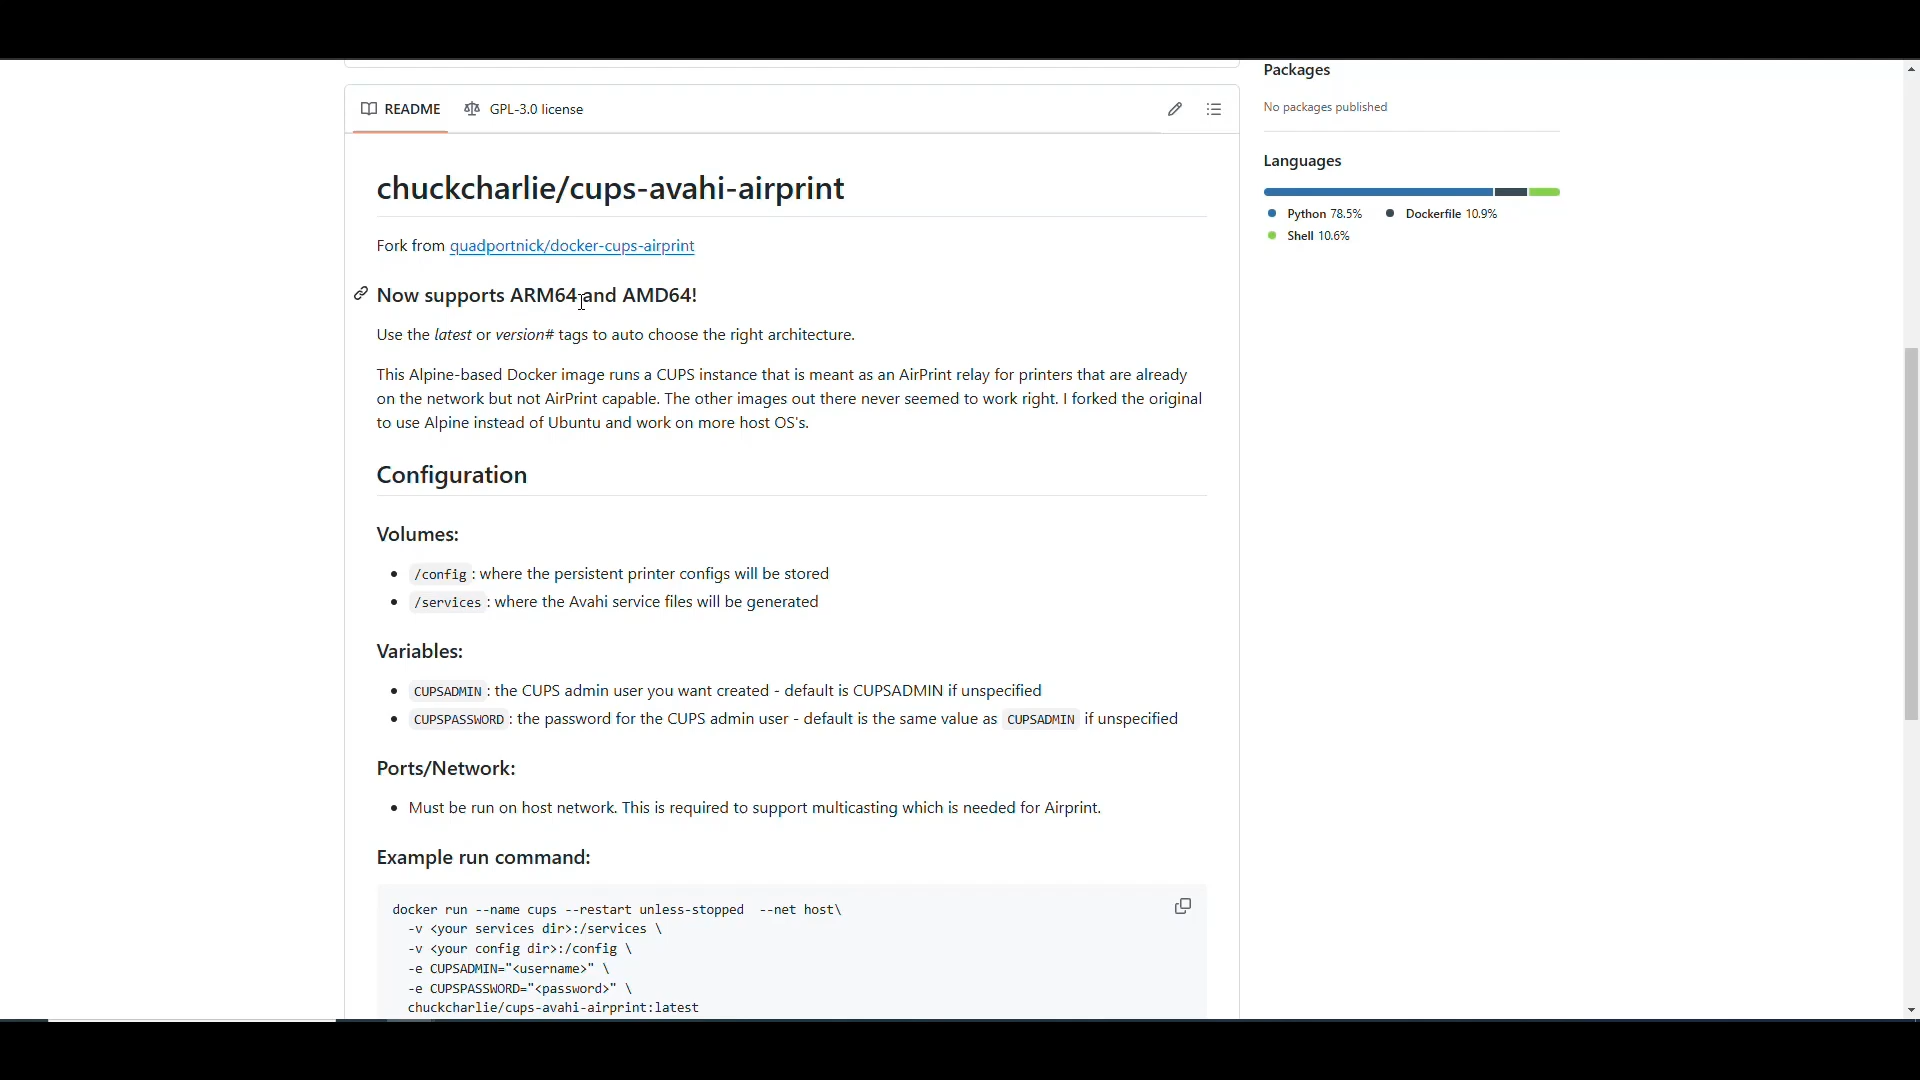 Packages
No packages published
Languages
Python 78.5% Dockerfile 10.9%
Shell 10.6%
README GPL-3.0 license
chuckcharlie/cups-avahi-airprint
Fork from quadportnick/docker-cups-airprint
Now supports ARM64 and AMD64!
Use the latest or version# tags to auto choose the right architecture.
This Alpine-based Docker image runs a CUPS instance that is meant as an AirPrint relay for printers that are already
on the network but not AirPrint capable. The other images out there never seemed to work right. I forked the original
to use Alpine instead of Ubuntu and work on more host OS's.
Configuration
Volumes:
/config : where the persistent printer configs will be stored
/services : where the Avahi service files will be generated
Variables:
CUPSADMIN : the CUPS admin user you want created - default is CUPSADMIN if unspecified
CUPSPASSWORD : the password for the CUPS admin user - default is the same value as CUPSADMIN if unspecified
Ports/Network:
Must be run on host network. This is required to support multicasting which is needed for Airprint.
Example run command:
docker run --name cups --restart unless-stopped  --net host\
-v <your services dir>:/services \
-v <your config dir>:/config \
-e CUPSADMIN="<username>" \
-e CUPSPASSWORD="<password>" \
chuckcharlie/cups-avahi-airprint:latest